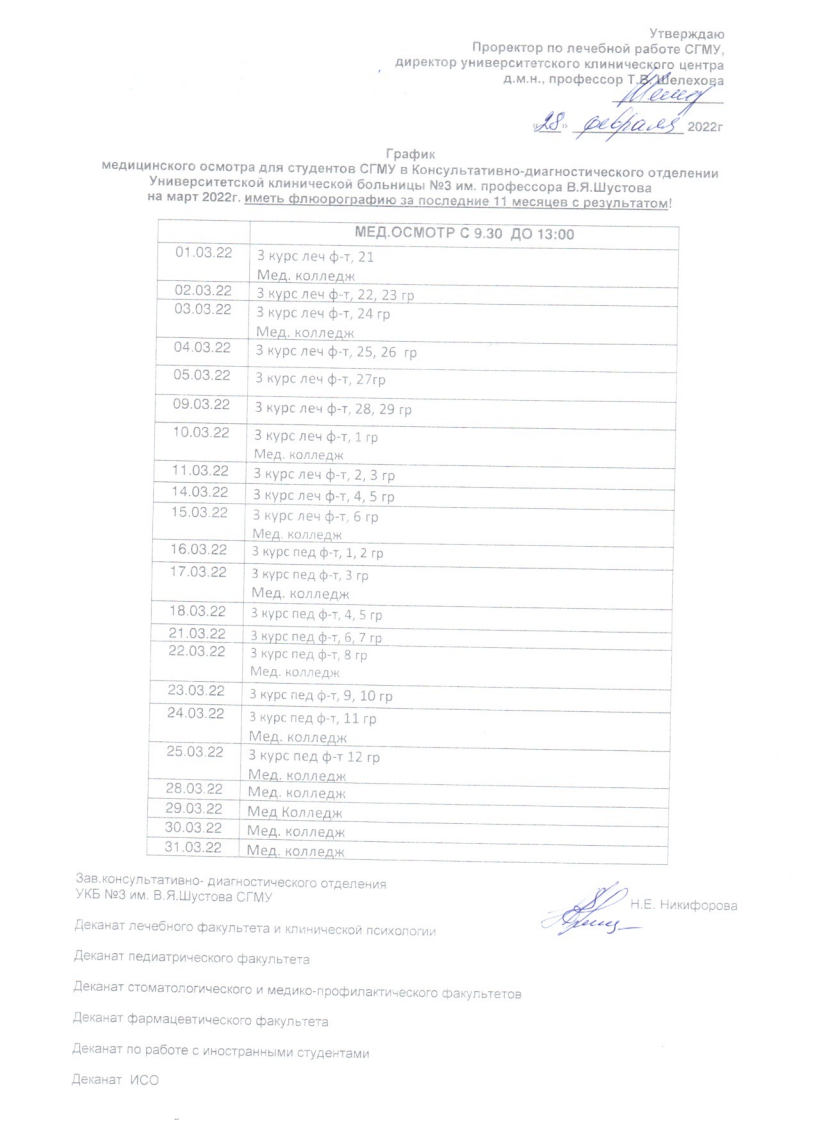 Утверждаю
Проректор по лечебной работе СГМУ,
директор университетского клинического центра
д.м.н., профессор Т.В. Шелехова
«28» февраля 2022г
График
медицинского осмотра для студентов СГМУ в Консультативно-диагностического отделении
Университетской клинической больницы №3 им. профессора В.Я.Шустова
на март 2022г. иметь флюорографию за последние 11 месяцев с результатом!
МЕД.ОСМОТР С 9.30 ДО 13:00
01.03.22 3 курс леч ф-т, 21
Мед. колледж
02.03.22 3 курс леч ф-т, 22, 23 гр
03.03.22 3 курс леч ф-т, 24 гр
Мед. колледж
04.03.22 3 курс леч ф-т, 25, 26 гр
05.03.22 3 курс леч ф-т, 27гр
09.03.22 3 курс леч ф-т, 28, 29 гр
10.03.22 3 курс леч ф-т, 1 гр
Мед. колледж
11.03.22 3 курс леч ф-т, 2, 3 гр
14.03.22 3 курс леч ф-т, 4, 5 гр
15.03.22 3 курс леч ф-т, 6 гр
Мед. колледж
16.03.22 3 курс пед ф-т, 1, 2 гр
17.03.22 3 курс пед ф-т, 3 гр
Мед. колледж
18.03.22 3 курс пед ф-т, 4, 5 гр
21.03.22 3 курс пед ф-т, 6, 7 гр
22.03.22 3 курс пед ф-т, 8 гр
Мед. колледж
23.03.22 3 курс пед ф-т, 9, 10 гр
24.03.22 3 курс пед ф-т, 11 гр
Мед. колледж
25.03.22 3 курс пед ф-т 12 гр
Мед. колледж
28.03.22 Мед. колледж
29.03.22 Мед Колледж
30.03.22 Мед. колледж
31.03.22 Мед. колледж
Зав.консультативно- диагностического отделения
УКБ №3 им. В.Я.Шустова СГМУ Н.Е. Никифорова
Деканат лечебного факультета и клинической психологии
Деканат педиатрического факультета
Деканат стоматологического и медико-профилактического факультетов
Деканат фармацевтического факультета
Деканат по работе с иностранными студентами
Деканат ИСО